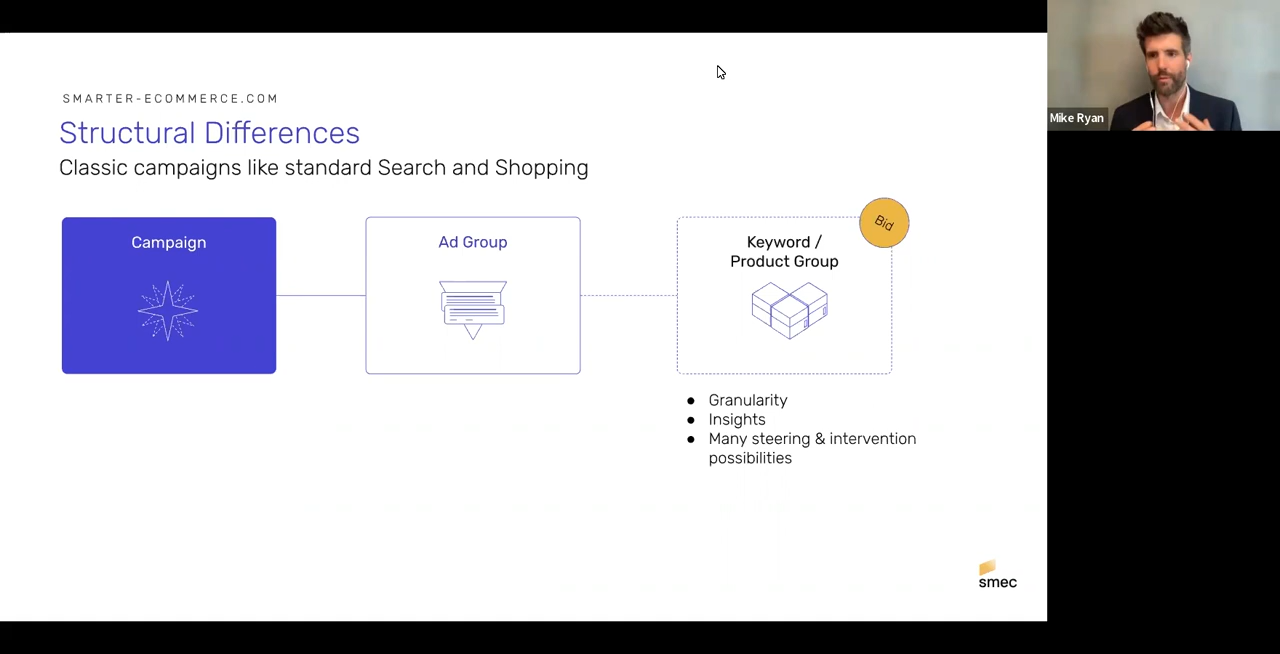 SMARTER-ECOMMERCE.COM
Structural Differences
Classic campaigns like standard Search and Shopping
Campaign
Ad Group
Keyword /
Product Group
Bid
● Granularity
● Insights
● Many steering & intervention
possibilities
smec
Mike Ryan